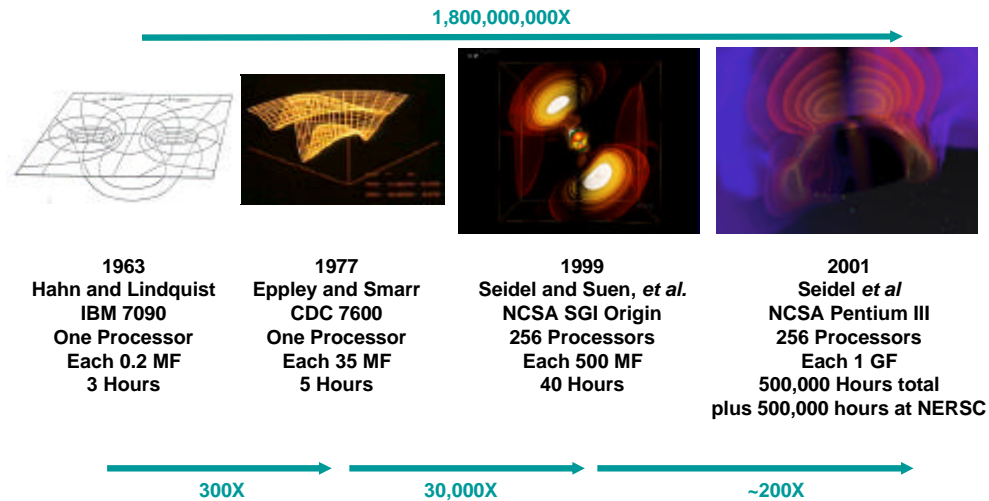 1,800,000,000X
1963
Hahn and Lindquist
IBM 7090
One Processor
Each 0.2 MF
3 Hours
1977
Eppley and Smarr
CDC 7600
One Processor
Each 35 MF
5 Hours
1999
Seidel and Suen, et al.
NCSA SGI Origin
256 Processors
Each 500 MF
40 Hours
2001
Seidel et al
NCSA Pentium III
256 Processors
Each 1 GF
500,000 Hours total
plus 500,000 hours at NERSC
300X
30,000X
~200X